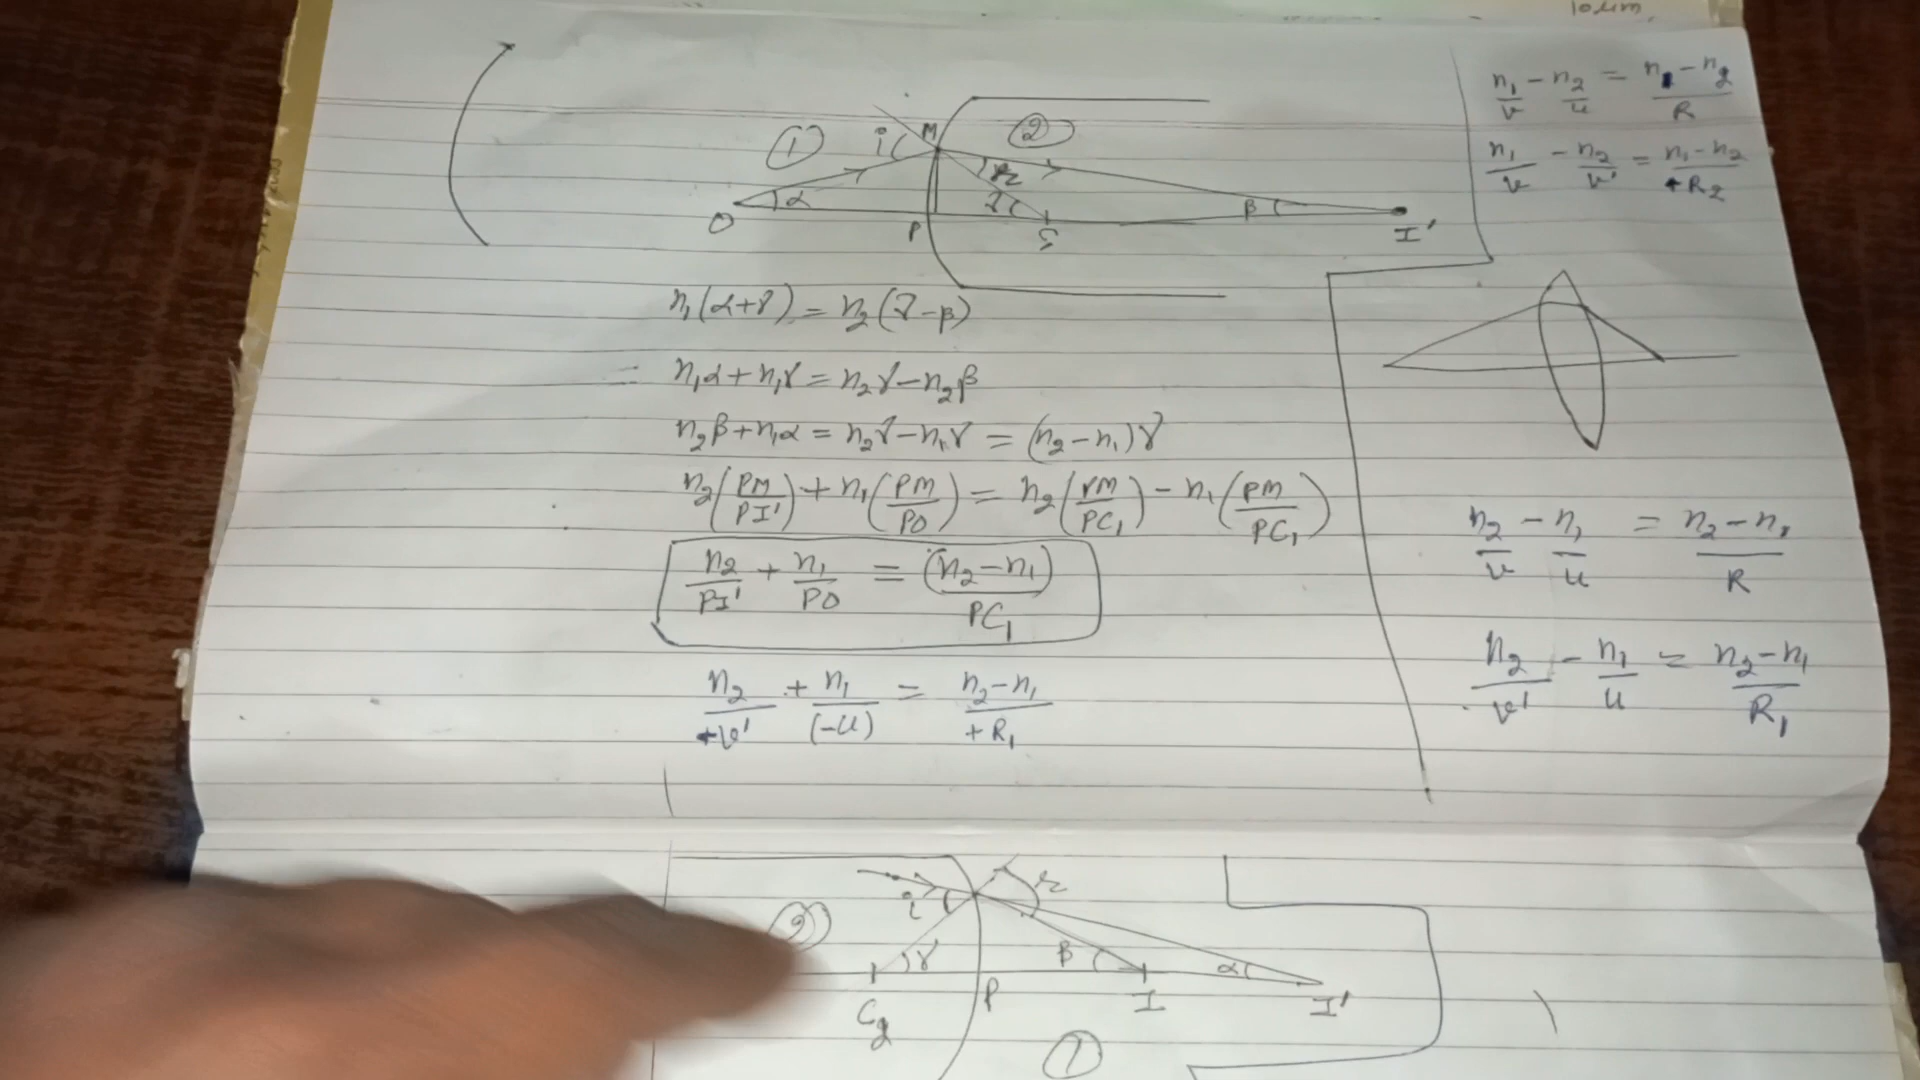 n₁/v - n₂/u = n₁-n₂/R
n₁/v - n₂/v' = n₁-n₂/+R₂
① i M ②
r
O α P γ C₁ β I'
n₁(α+γ) = n₂(γ-β)
= n₁α+n₁γ = n₂γ-n₂β
n₂β+n₁α = n₂γ-n₁γ = (n₂-n₁)γ
n₂(PM/PI') + n₁(PM/PO) = n₂(PM/PC₁) - n₁(PM/PC₁)
n₂/PI' + n₁/PO = (n₂-n₁)/PC₁
n₂/+v' + n₁/(-u) = n₂-n₁/+R₁
n₂/v - n₁/u = n₂-n₁/R
n₂/v' - n₁/u = n₂-n₁/R₁
i r
② γ β α
C₂ P I I'
①